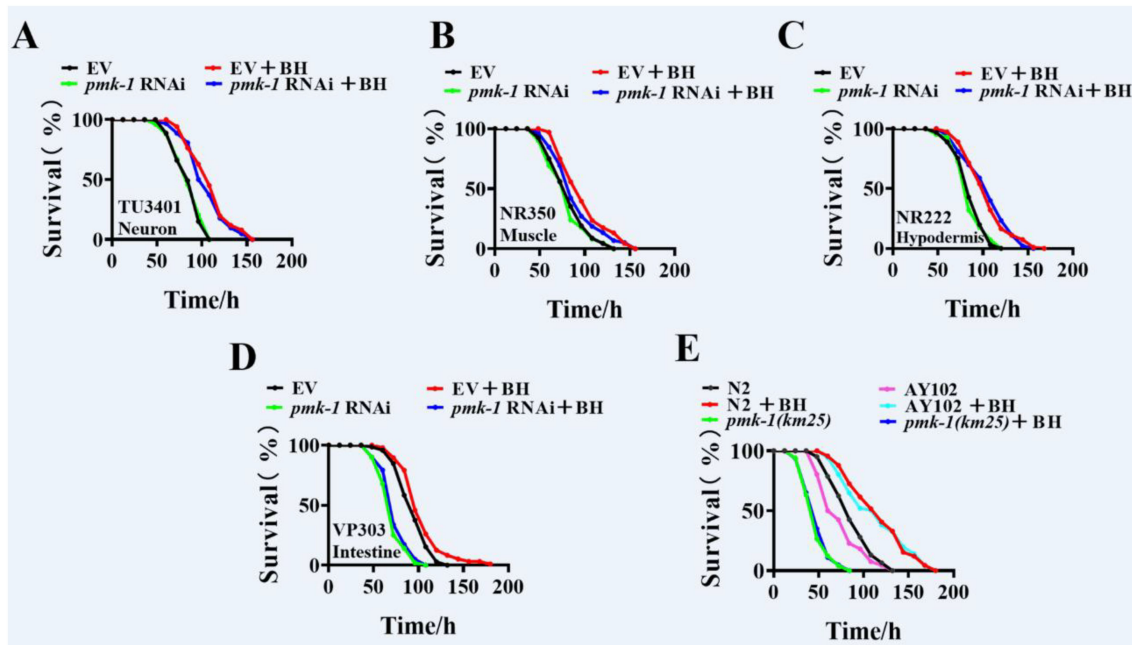 A
EV EV+BH
pmk-1 RNAi pmk-1 RNAi +BH
Survival( %)
100
50
0
TU3401
Neuron
0 50 100 150 200
Time/h
B
EV EV+BH
pmk-1 RNAi pmk-1 RNAi+BH
Survival( %)
100
50
0
NR350
Muscle
0 50 100 150 200
Time/h
C
EV EV+BH
pmk-1 RNAi pmk-1 RNAi+BH
Survival( %)
100
50
0
NR222
Hypodermis
0 50 100 150 200
Time/h
D
EV EV+BH
pmk-1 RNAi pmk-1 RNAi+BH
Survival( %)
100
50
0
VP303
Intestine
0 50 100 150 200
Time/h
E
N2 AY102
N2 +BH AY102 +BH
pmk-1(km25) pmk-1(km25)+BH
Survival( %)
100
50
0
0 50 100 150 200
Time/h